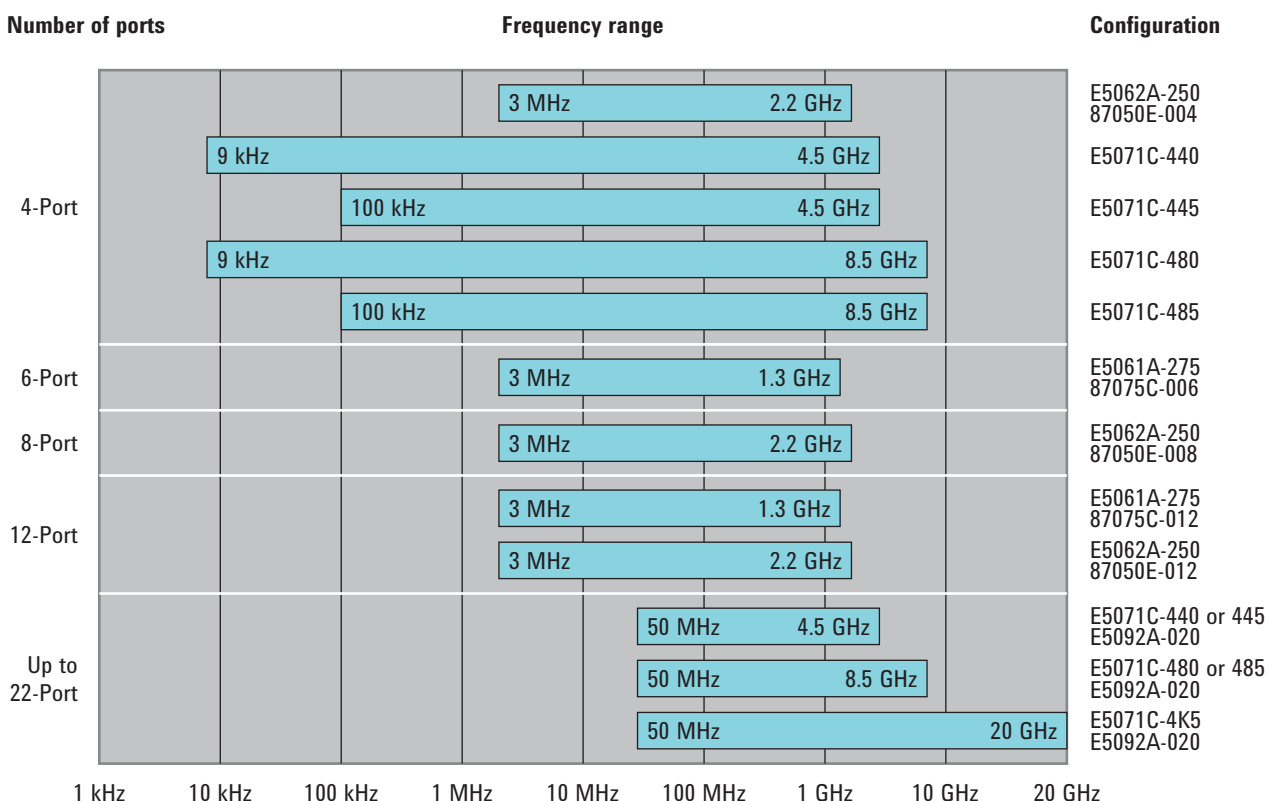 Number of ports Frequency range Configuration
3 MHz 2.2 GHz E5062A-250
87050E-004
9 kHz 4.5 GHz E5071C-440
4-Port 100 kHz 4.5 GHz E5071C-445
9 kHz 8.5 GHz E5071C-480
100 kHz 8.5 GHz E5071C-485
6-Port 3 MHz 1.3 GHz E5061A-275
87075C-006
8-Port 3 MHz 2.2 GHz E5062A-250
87050E-008
12-Port
3 MHz 1.3 GHz E5061A-275
87075C-012
3 MHz 2.2 GHz E5062A-250
87050E-012
Up to
22-Port
50 MHz 4.5 GHz E5071C-440 or 445
E5092A-020
50 MHz 8.5 GHz E5071C-480 or 485
E5092A-020
50 MHz 20 GHz E5071C-4K5
E5092A-020
1 kHz 10 kHz 100 kHz 1 MHz 10 MHz 100 MHz 1 GHz 10 GHz 20 GHz